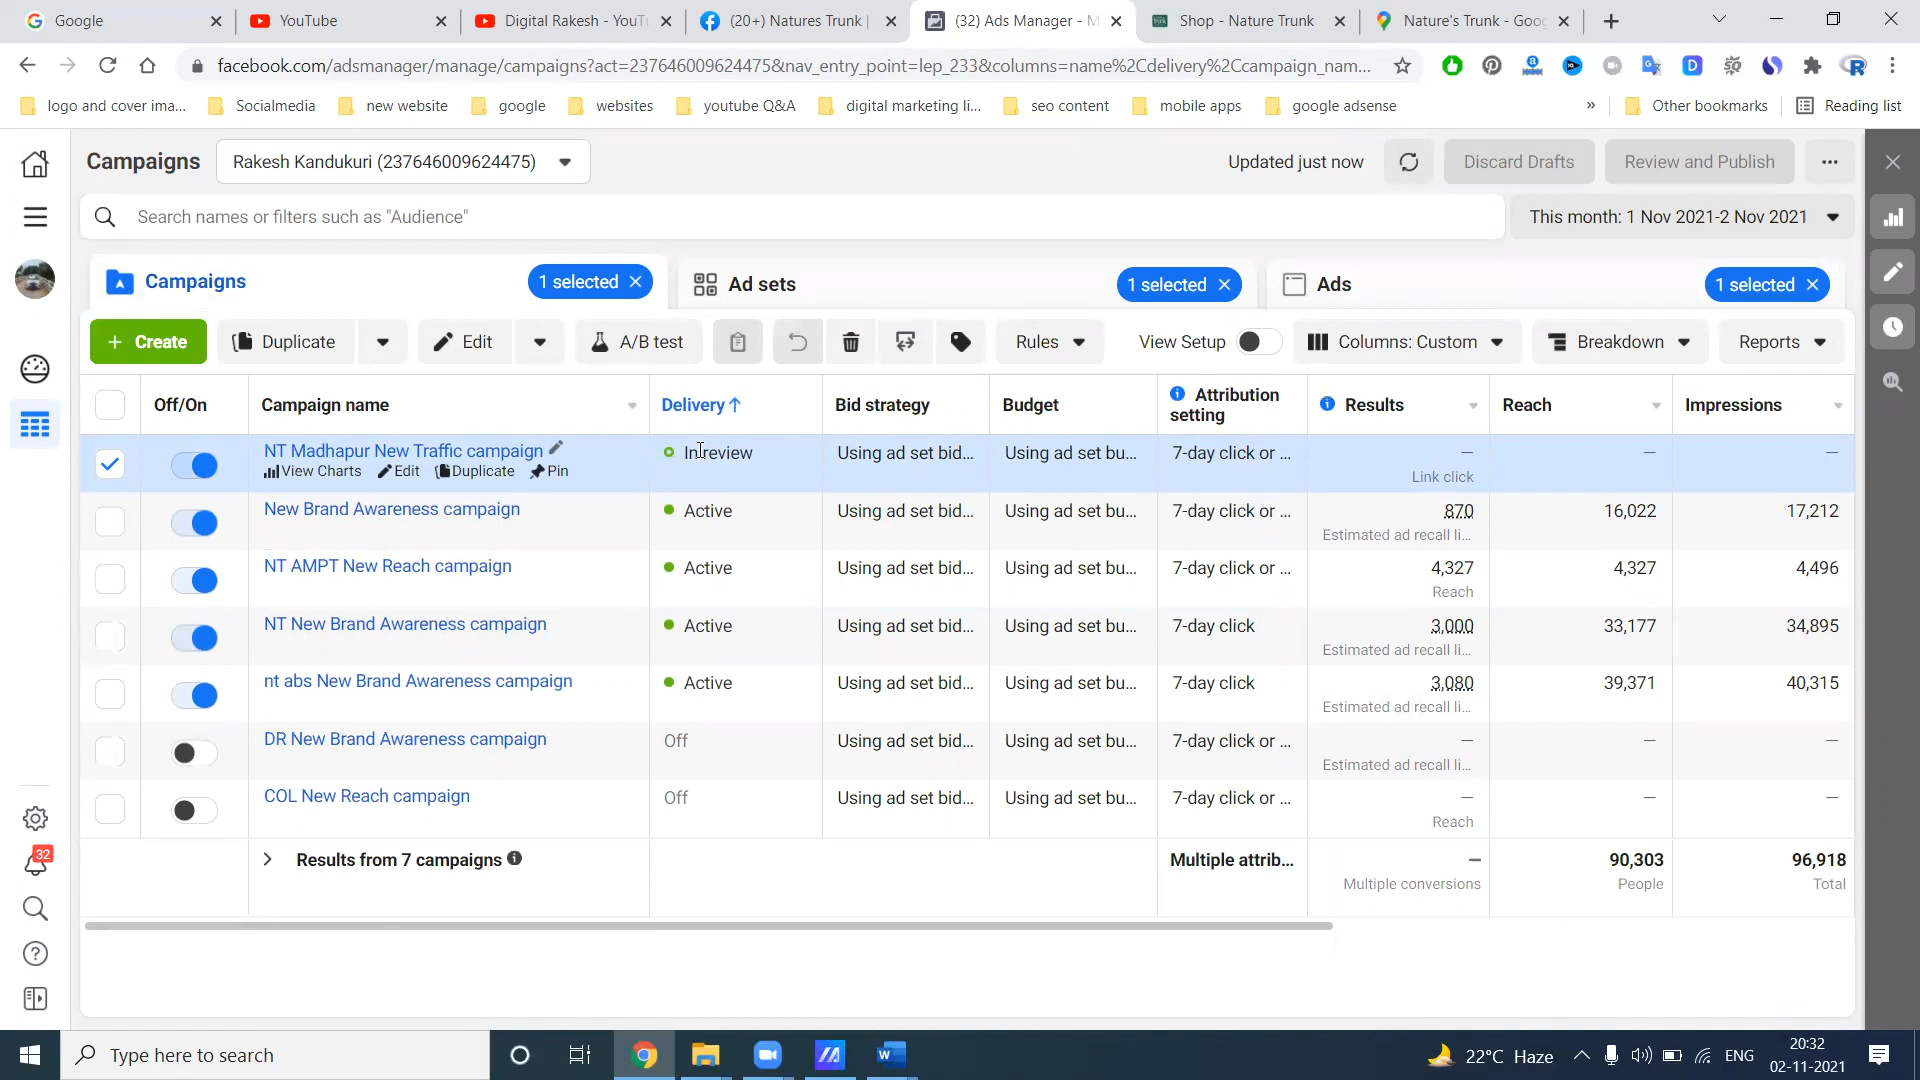 Google
YouTube
Digital Rakesh - YouT
(20+) Natures Trunk |
(32) Ads Manager - M
Shop - Nature Trunk
Nature's Trunk - Goo
facebook.com/adsmanager/manage/campaigns?act=237646009624475&nav_entry_point=lep_233&columns=name%2Cdelivery%2Ccampaign_nam...
logo and cover ima...
Socialmedia
new website
google
websites
youtube Q&A
digital marketing li...
seo content
mobile apps
google adsense
»
Other bookmarks
Reading list
Campaigns
Rakesh Kandukuri (237646009624475)
Updated just now
Discard Drafts
Review and Publish
Search names or filters such as "Audience"
This month: 1 Nov 2021-2 Nov 2021
Campaigns
1 selected
Ad sets
1 selected
Ads
1 selected
+ Create
Duplicate
Edit
A/B test
Rules
View Setup
Columns: Custom
Breakdown
Reports
Off/On
Campaign name
Delivery ↑
Bid strategy
Budget
Attribution
setting
Results
Reach
Impressions
NT Madhapur New Traffic campaign
View Charts Edit Duplicate Pin
In review
Using ad set bid...
Using ad set bu...
7-day click or ...
—
Link click
—
—
New Brand Awareness campaign
Active
Using ad set bid...
Using ad set bu...
7-day click or ...
870
Estimated ad recall li...
16,022
17,212
NT AMPT New Reach campaign
Active
Using ad set bid...
Using ad set bu...
7-day click or ...
4,327
Reach
4,327
4,496
NT New Brand Awareness campaign
Active
Using ad set bid...
Using ad set bu...
7-day click
3,000
Estimated ad recall li...
33,177
34,895
nt abs New Brand Awareness campaign
Active
Using ad set bid...
Using ad set bu...
7-day click
3,080
Estimated ad recall li...
39,371
40,315
DR New Brand Awareness campaign
Off
Using ad set bid...
Using ad set bu...
7-day click or ...
—
Estimated ad recall li...
—
—
COL New Reach campaign
Off
Using ad set bid...
Using ad set bu...
7-day click or ...
—
Reach
—
—
Results from 7 campaigns
Multiple attrib...
—
Multiple conversions
90,303
People
96,918
Total
32
Type here to search
22°C Haze
ENG
20:32
02-11-2021